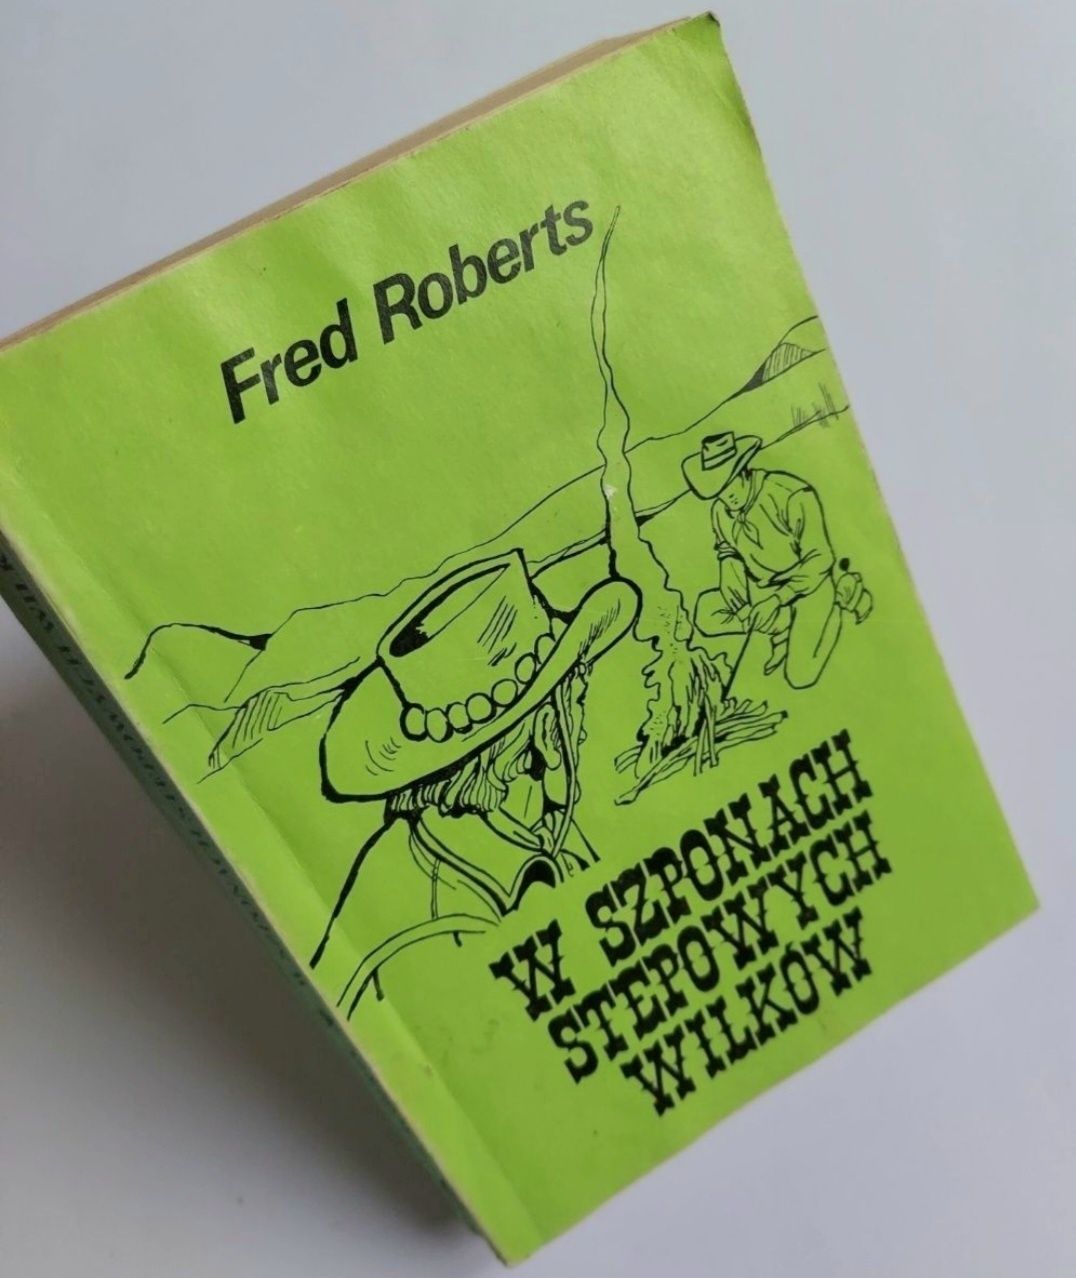 Fred Roberts
W SZPONACH
STEPOWYCH
WILKÓW